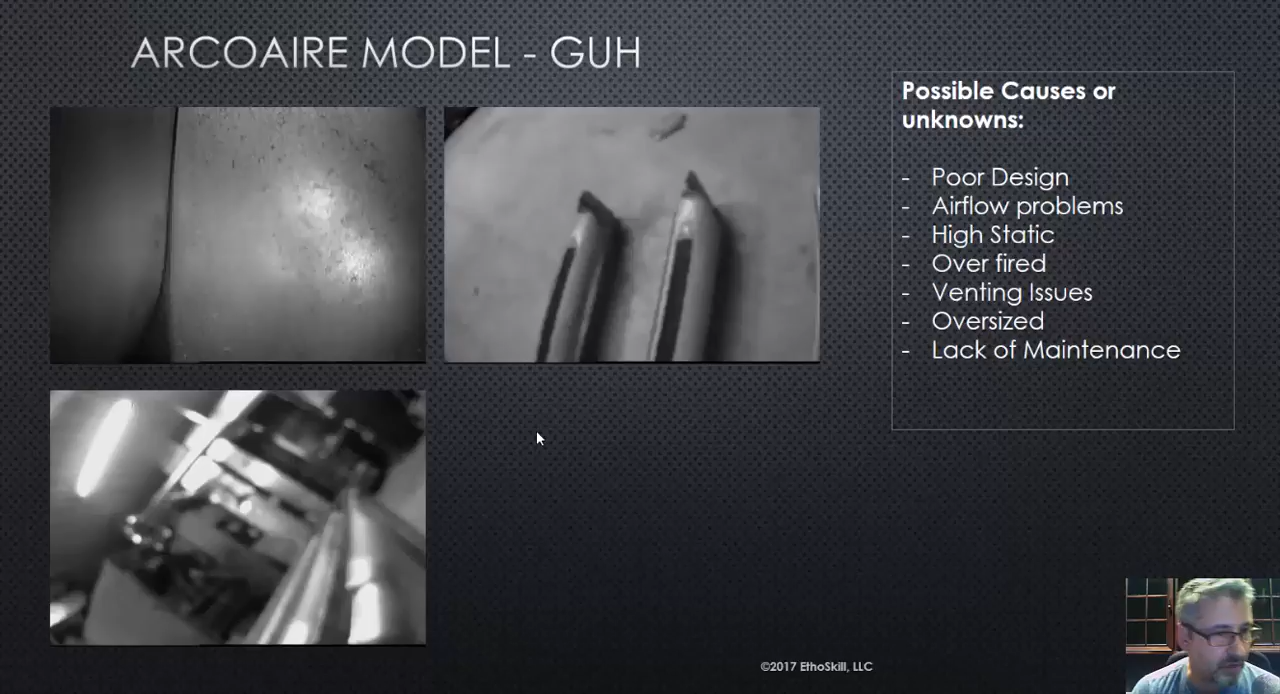 ARCOAIRE MODEL - GUH
Possible Causes or
unknowns:
- Poor Design
- Airflow problems
- High Static
- Over fired
- Venting Issues
- Oversized
- Lack of Maintenance
©2017 EthoSkill, LLC